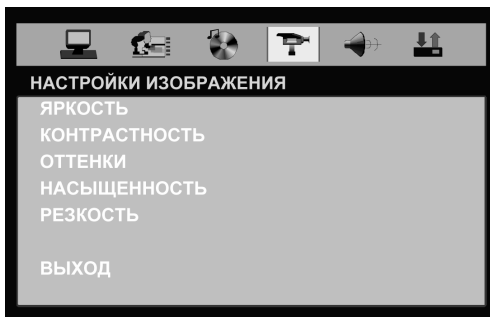 НАСТРОЙКИ ИЗОБРАЖЕНИЯ
ЯРКОСТЬ
КОНТРАСТНОСТЬ
ОТТЕНКИ
НАСЫЩЕННОСТЬ
РЕЗКОСТЬ
ВЫХОД